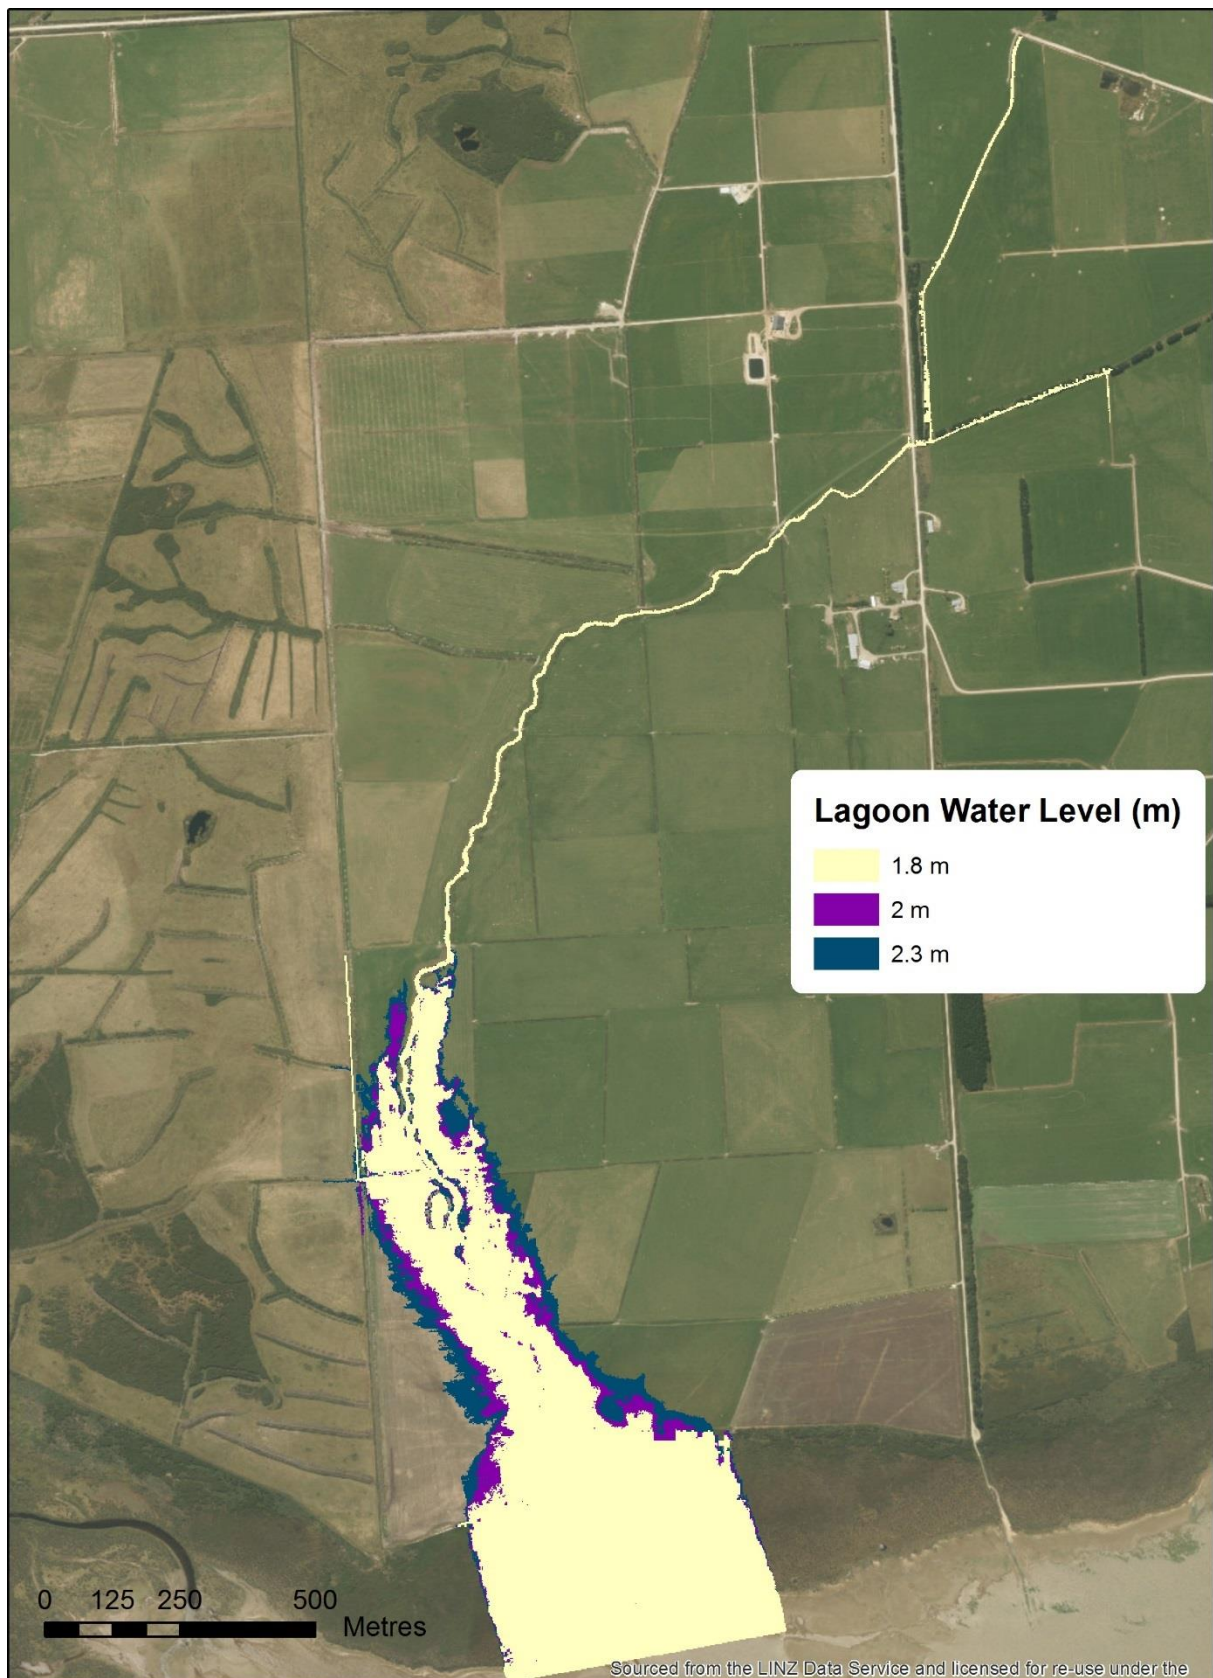 Lagoon Water Level (m)
1.8 m
2 m
2.3 m
0 125 250 500
Metres
Sourced from the LINZ Data Service and licensed for re-use under the